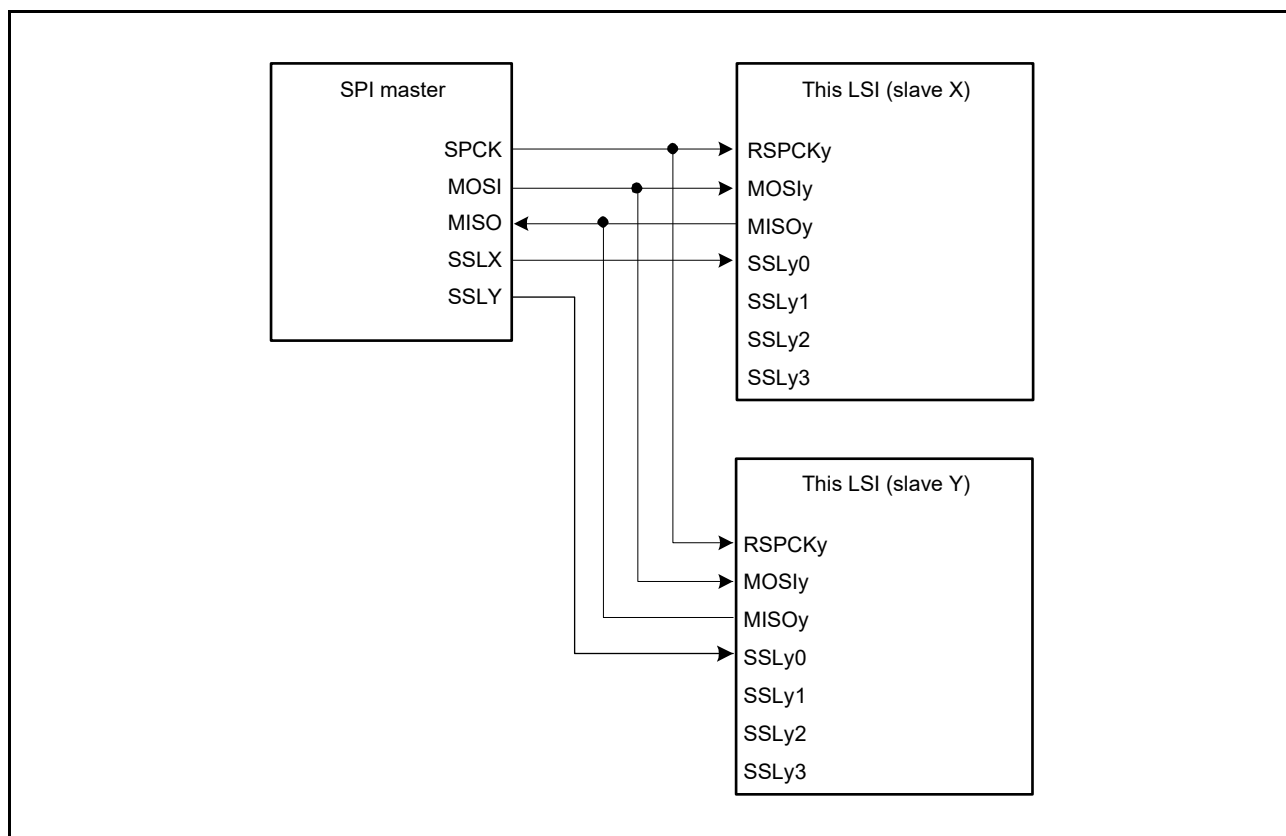 SPI master
SPCK
MOSI
MISO
SSLX
SSLY
This LSI (slave X)
RSPCKy
MOSIy
MISOy
SSLy0
SSLy1
SSLy2
SSLy3
This LSI (slave Y)
RSPCKy
MOSIy
MISOy
SSLy0
SSLy1
SSLy2
SSLy3